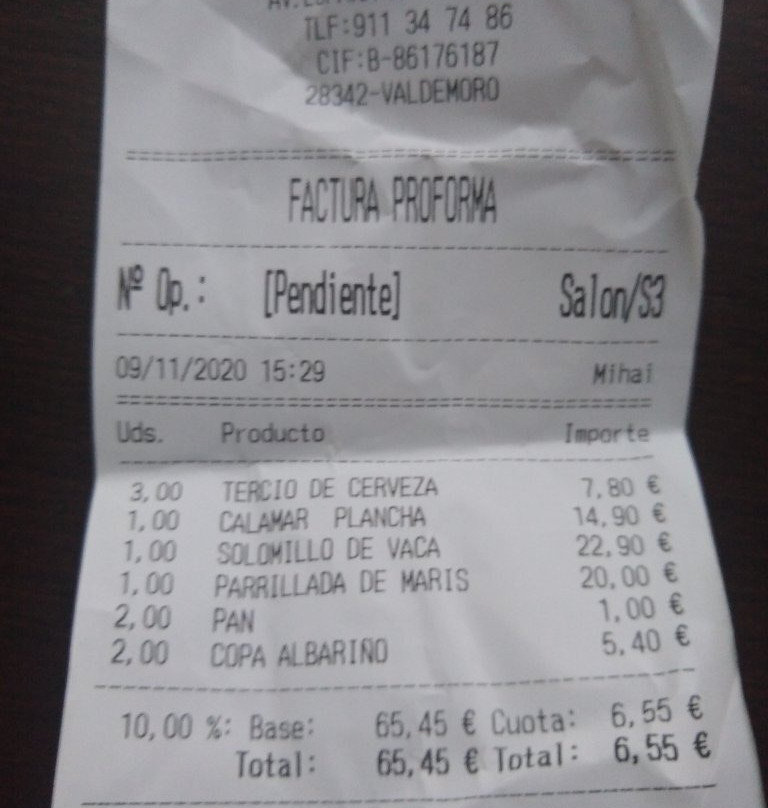 TLF:911 34 74 86
CIF:B-86176187
28342-VALDEMORO
FACTURA PROFORMA
Nº Op.: [Pendiente] Salon/S3
09/11/2020 15:29 Mihai
Uds. Producto Importe
3,00 TERCIO DE CERVEZA 7,80 €
1,00 CALAMAR PLANCHA 14,90 €
1,00 SOLOMILLO DE VACA 22,90 €
1,00 PARRILLADA DE MARIS 20,00 €
2,00 PAN 1,00 €
2,00 COPA ALBARIÑO 5,40 €
10,00 %: Base: 65,45 € Cuota: 6,55 €
Total: 65,45 € Total: 6,55 €